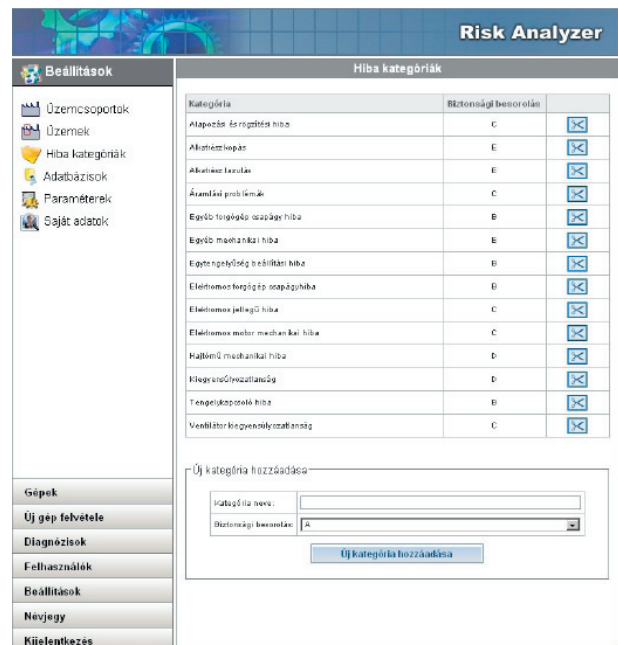 Risk Analyzer
Beállítások
Üzemcsoportok
Üzemek
Hiba kategóriák
Adatbázisok
Paraméterek
Saját adatok
Gépek
Új gép felvétele
Diagnózisok
Felhasználók
Beállítások
Névjegy
Kijelentkezés
Hiba kategóriák
Kategória Biztonsági besorolás
Alapozási és rögzítési hiba C
Alkatrész kopás E
Alkatrész lazulás E
Áramlási problémák C
Egyéb forgógép csapágy hiba B
Egyéb mechanikai hiba E
Egytengelyűség beállítási hiba B
Elektromos forgógép csapágyhiba B
Elektromos jellegű hiba C
Elektromos motor mechanikai hiba C
Hajtómű mechanikai hiba D
Kiegyensúlyozatlanság D
Tengelykapcsoló hiba B
Ventilátor kiegyensúlyozatlanság C
Új kategória hozzáadása
Kategória neve:
Biztonsági besorolás: A
Új kategória hozzáadása